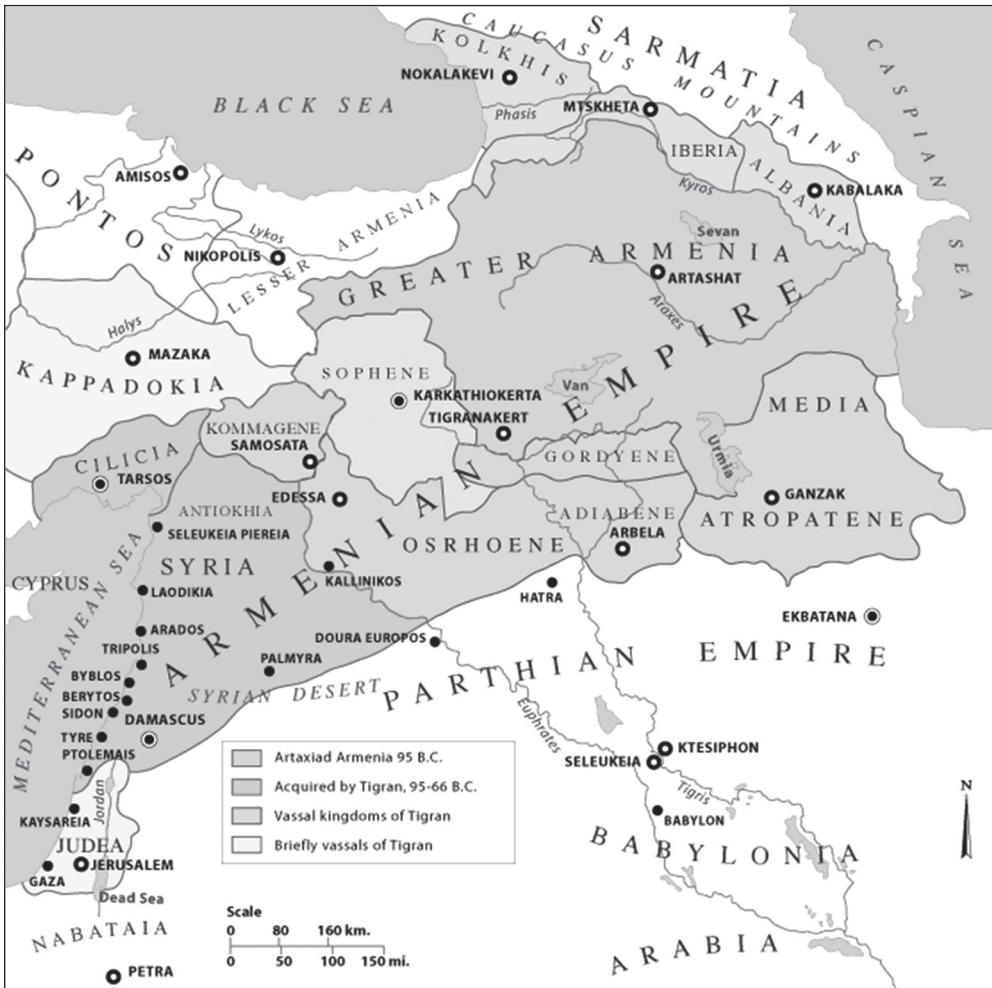 SARMATIA
CAUCASUS MOUNTAINS
KOLKHIS
NOKALAKEVI
CASPIAN SEA
BLACK SEA
Phasis
MTSKHETA
IBERIA
ALBANIA
KABALAKA
Kyros
PONTOS
AMISOS
Lykos
NIKOPOLIS
LESSER ARMENIA
Sevan
GREATER ARMENIA
ARTASHAT
Araxes
Halys
MAZAKA
KAPPADOKIA
SOPHENE
KARKATHIOKERTA
TIGRANAKERT
Van
ARMENIAN EMPIRE
MEDIA
ATROPATENE
Urmia
GANZAK
KOMMAGENE
SAMOSATA
GORDYENE
CILICIA
TARSOS
EDESSA
ADIABENE
ARBELA
ANTIOKHIA
SELEUKEIA PIEREIA
OSRHOENE
SYRIA
KALLINIKOS
CYPRUS
MEDITERRANEAN SEA
LAODIKIA
HATRA
EKBATANA
ARADOS
TRIPOLIS
DOURA EUROPOS
PARTHIAN EMPIRE
PALMYRA
BYBLOS
BERYTOS
SYRIAN DESERT
SIDON
DAMASCUS
TYRE
PTOLEMAIS
Euphrates
KTESIPHON
SELEUKEIA
Tigris
BABYLON
BABYLONIA
Jordan
KAYSAREIA
JUDEA
JERUSALEM
GAZA
Dead Sea
NABATAIA
PETRA
ARABIA
Artaxiad Armenia 95 B.C.
Acquired by Tigran, 95-66 B.C.
Vassal kingdoms of Tigran
Briefly vassals of Tigran
Scale
0 80 160 km.
0 50 100 150 mi.
N